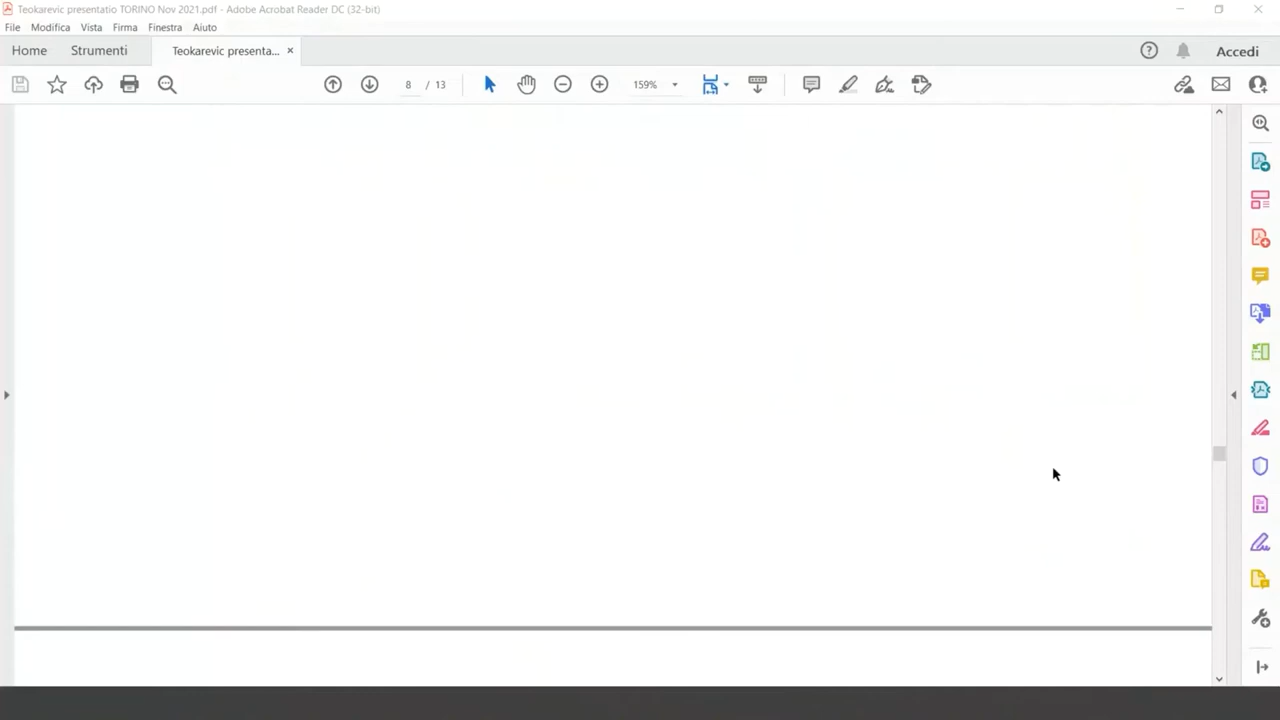 Teokarevic presentatio TORINO Nov 2021.pdf - Adobe Acrobat Reader DC (32-bit)
File Modifica Vista Firma Finestra Aiuto
Home Strumenti Teokarevic presenta... × Accedi
8 / 13 159%